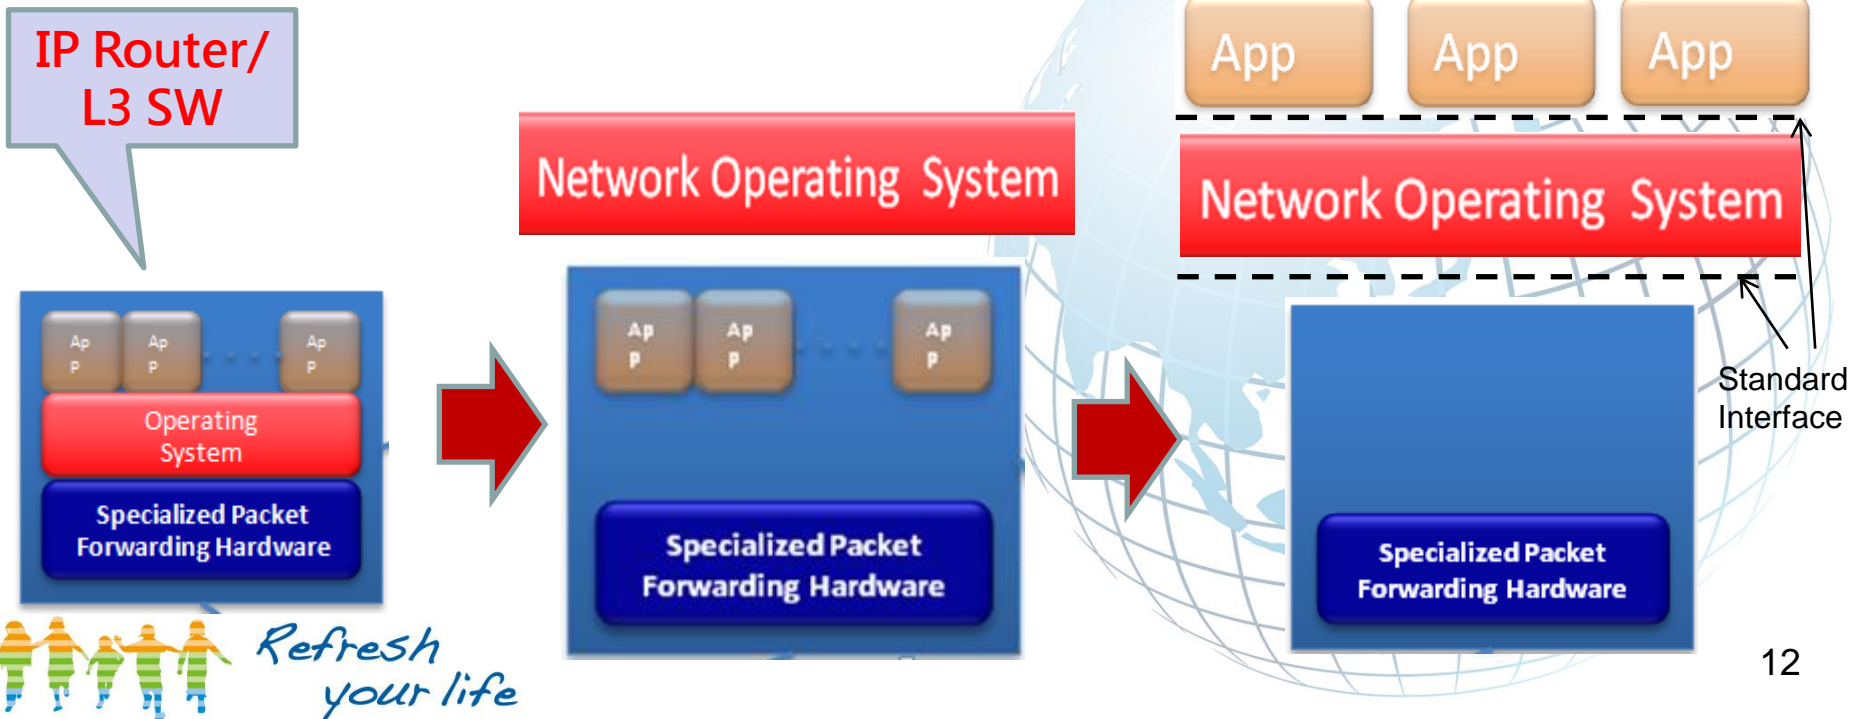 IP Router/
L3 SW
Ap
p
Ap
p
Ap
p
Operating
System
Specialized Packet
Forwarding Hardware
Refresh
your life
Network Operating System
Ap
p
Ap
p
Ap
p
Specialized Packet
Forwarding Hardware
App
App
App
Network Operating System
Standard
Interface
Specialized Packet
Forwarding Hardware
12